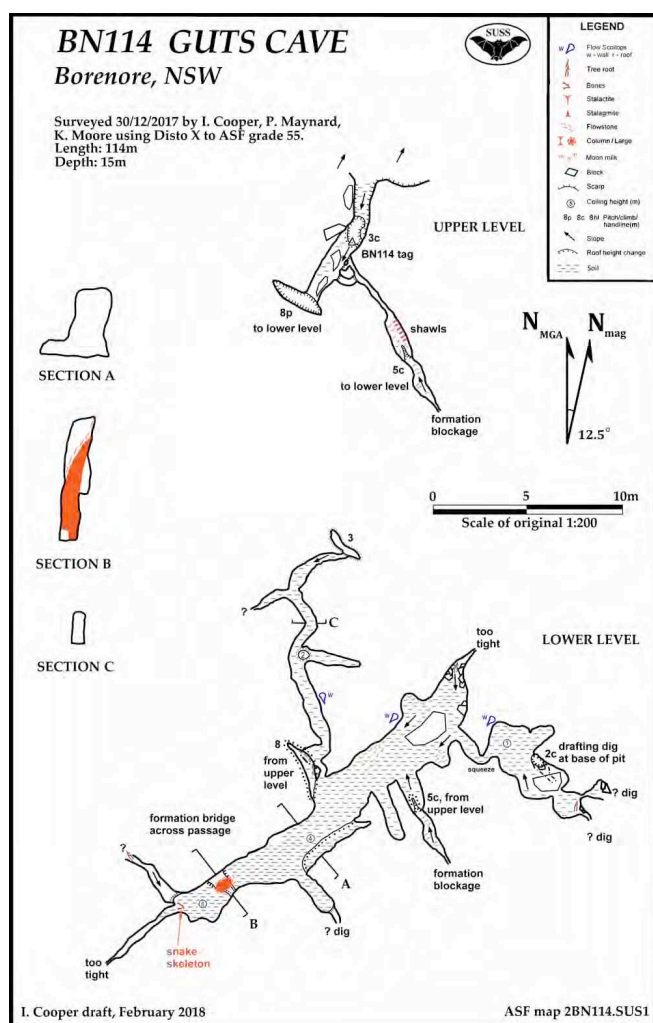 BN114 GUTS CAVE
Borenore, NSW
Surveyed 30/12/2017 by I. Cooper, P. Maynard,
K. Moore using Disto X to ASF grade 55.
Length: 114m
Depth: 15m
SUSS
LEGEND
W
Flow Scallops
w - wall r - roof
Tree root
Bones
Stalactite
Stalagmite
Flowstone
Column / Large
Moon milk
Block
Scarp
8
Ceiling height (m)
8p 8c 8hl
Pitch/climb/
handline(m)
Slope
Roof height change
Soil
UPPER LEVEL
3c
BN114 tag
8p
to lower level
shawls
5c
to lower level
formation
blockage
N MGA
N mag
12.5°
0 5 10m
Scale of original 1:200
SECTION A
SECTION B
SECTION C
LOWER LEVEL
3
?
C
2
W
8
from
upper
level
too
tight
W
W
squeeze
2c
drafting dig
at base of pit
? dig
? dig
5c, from
upper level
formation
blockage
formation bridge
across passage
4
A
B
? dig
?
snake
skeleton
too
tight
I. Cooper draft, February 2018
ASF map 2BN114.SUS1